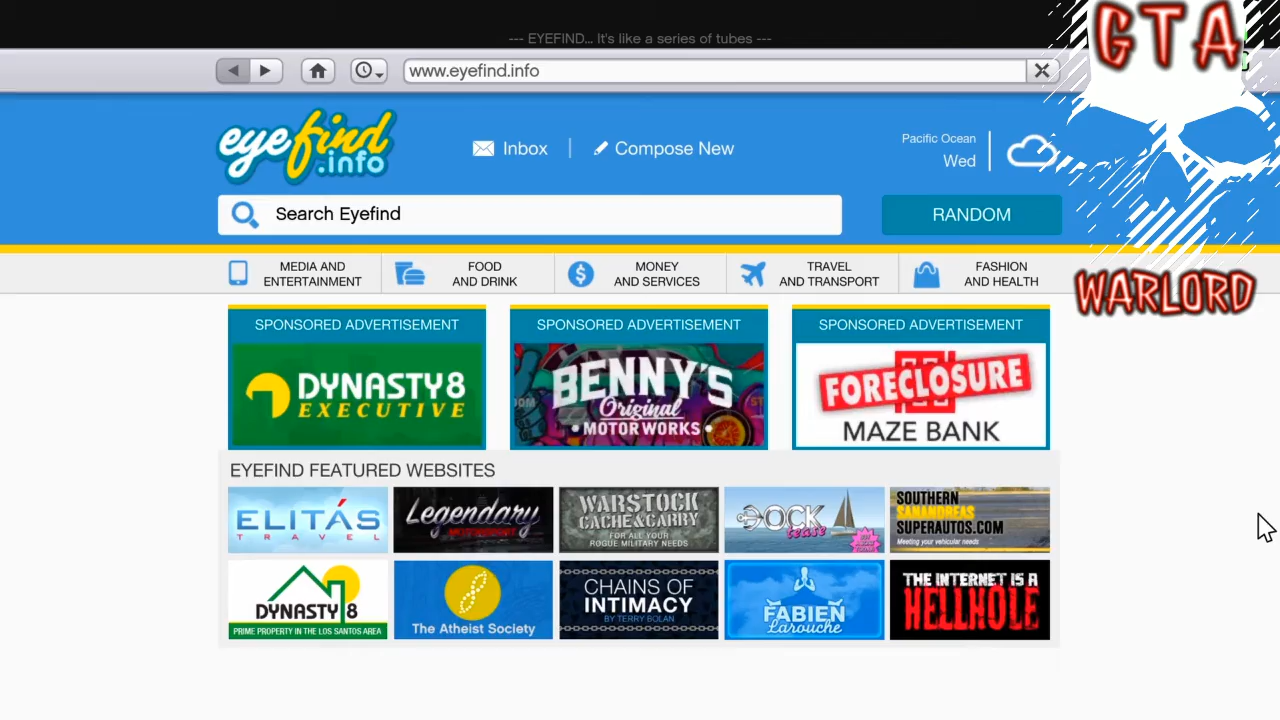 --- EYEFIND... It's like a series of tubes ---
GTA
www.eyefind.info
eyefind
.info
Inbox
Compose New
Pacific Ocean
Wed
Search Eyefind
RANDOM
WARLORD
MEDIA AND
ENTERTAINMENT
FOOD
AND DRINK
MONEY
AND SERVICES
TRAVEL
AND TRANSPORT
FASHION
AND HEALTH
SPONSORED ADVERTISEMENT
DYNASTY8
EXECUTIVE
SPONSORED ADVERTISEMENT
BENNY'S
Original
MOTORWORKS
SPONSORED ADVERTISEMENT
FORECLOSURE
MAZE BANK
EYEFIND FEATURED WEBSITES
ELITÁS
TRAVEL
Legendary
MOTORSPORT
WARSTOCK
CACHE&CARRY
FOR ALL YOUR
ROGUE MILITARY NEEDS
DOCK
tease
SOUTHERN
SANANDREAS
SUPERAUTOS.COM
Meeting your vehicular needs
DYNASTY 8
PRIME PROPERTY IN THE LOS SANTOS AREA
The Atheist Society
CHAINS OF
INTIMACY
BY TERRY BOLAN
FABIEN
Larouche
THE INTERNET IS A
HELLHOLE